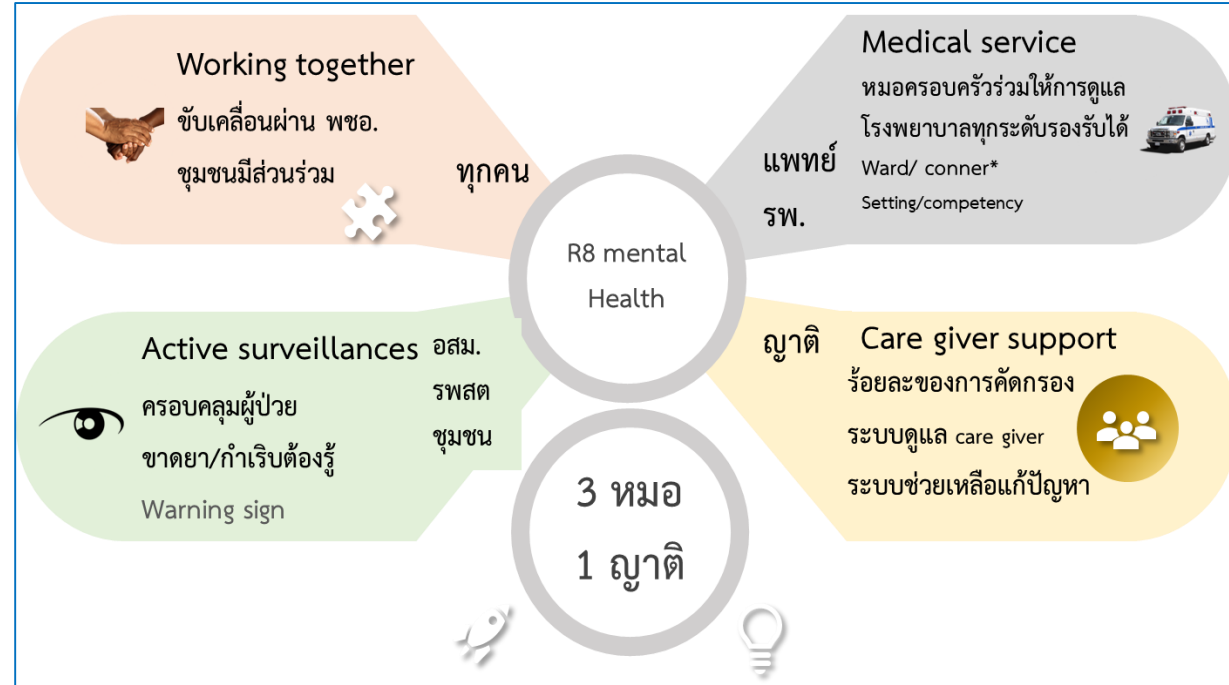 Working together
ขับเคลื่อนผ่าน พชอ.
ชุมชนมีส่วนร่วม
ทุกคน
Medical service
หมอครอบครัวร่วมให้การดูแล
โรงพยาบาลทุกระดับรองรับได้
Ward/ conner*
Setting/competency
แพทย์
รพ.
R8 mental
Health
Active surveillances
ครอบคลุมผู้ป่วย
ขาดยา/กำเริบต้องรู้
Warning sign
อสม.
รพสต
ชุมชน
ญาติ
Care giver support
ร้อยละของการคัดกรอง
ระบบดูแล care giver
ระบบช่วยเหลือแก้ปัญหา
3 หมอ
1 ญาติ